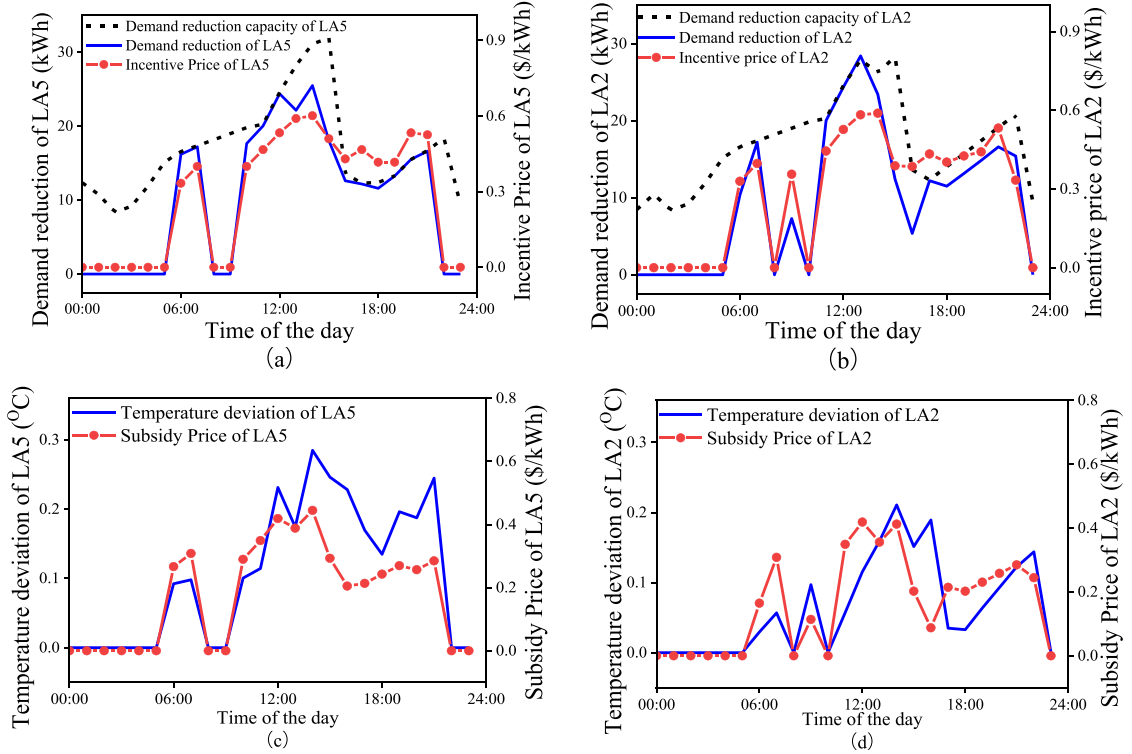 Demand reduction of LA5 (kWh)
Incentive Price of LA5 ($/kWh)
Demand reduction capacity of LA5
Demand reduction of LA5
Incentive Price of LA5
30
20
10
0
0.9
0.6
0.3
0.0
00:00 06:00 12:00 18:00 24:00
Time of the day
(a)
Demand reduction of LA2 (kWh)
Incentive price of LA2 ($/kWh)
Demand reduction capacity of LA2
Demand reduction of LA2
Incentive price of LA2
30
20
10
0
0.9
0.6
0.3
0.0
00:00 06:00 12:00 18:00 24:00
Time of the day
(b)
Temperature deviation of LA5 (°C)
Subsidy Price of LA5 ($/kWh)
Temperature deviation of LA5
Subsidy Price of LA5
0.3
0.2
0.1
0.0
0.8
0.6
0.4
0.2
0.0
00:00 06:00 12:00 18:00 24:00
Time of the day
(c)
Temperature deviation of LA2 (°C)
Subsidy Price of LA2 ($/kWh)
Temperature deviation of LA2
Subsidy Price of LA2
0.3
0.2
0.1
0.0
0.8
0.6
0.4
0.2
0.0
00:00 06:00 12:00 18:00 24:00
Time of the day
(d)